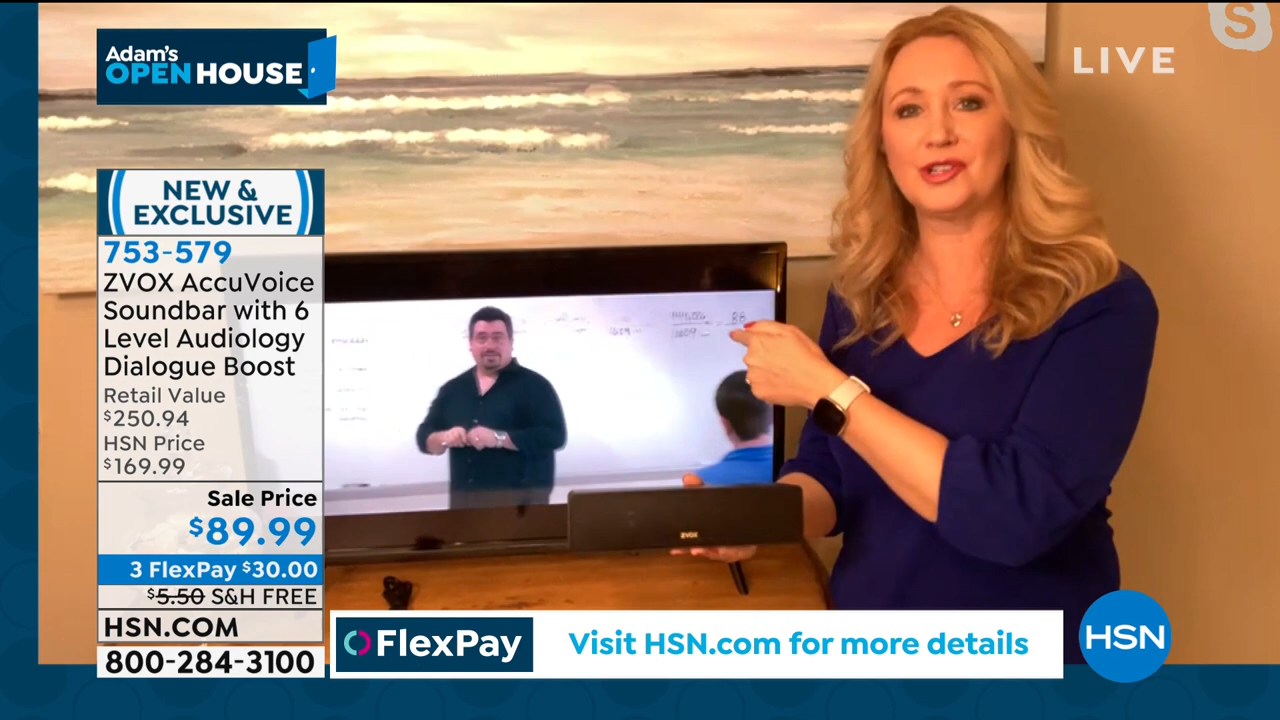 Adam's
OPEN HOUSE
LIVE
S
NEW &
EXCLUSIVE
753-579
ZVOX AccuVoice
Soundbar with 6
Level Audiology
Dialogue Boost
Retail Value
$250.94
HSN Price
$169.99
Sale Price
$89.99
3 FlexPay $30.00
$5.50 S&H FREE
HSN.COM
800-284-3100
ZVOX
FlexPay
Visit HSN.com for more details
HSN